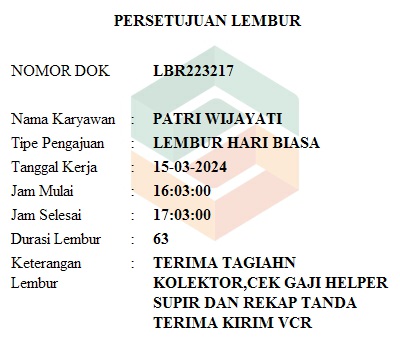 PERSETUJUAN LEMBUR
NOMOR DOK LBR223217
Nama Karyawan : PATRI WIJAYATI
Tipe Pengajuan : LEMBUR HARI BIASA
Tanggal Kerja : 15-03-2024
Jam Mulai : 16:03:00
Jam Selesai : 17:03:00
Durasi Lembur : 63
Keterangan : TERIMA TAGIAHN
Lembur KOLEKTOR,CEK GAJI HELPER
SUPIR DAN REKAP TANDA
TERIMA KIRIM VCR